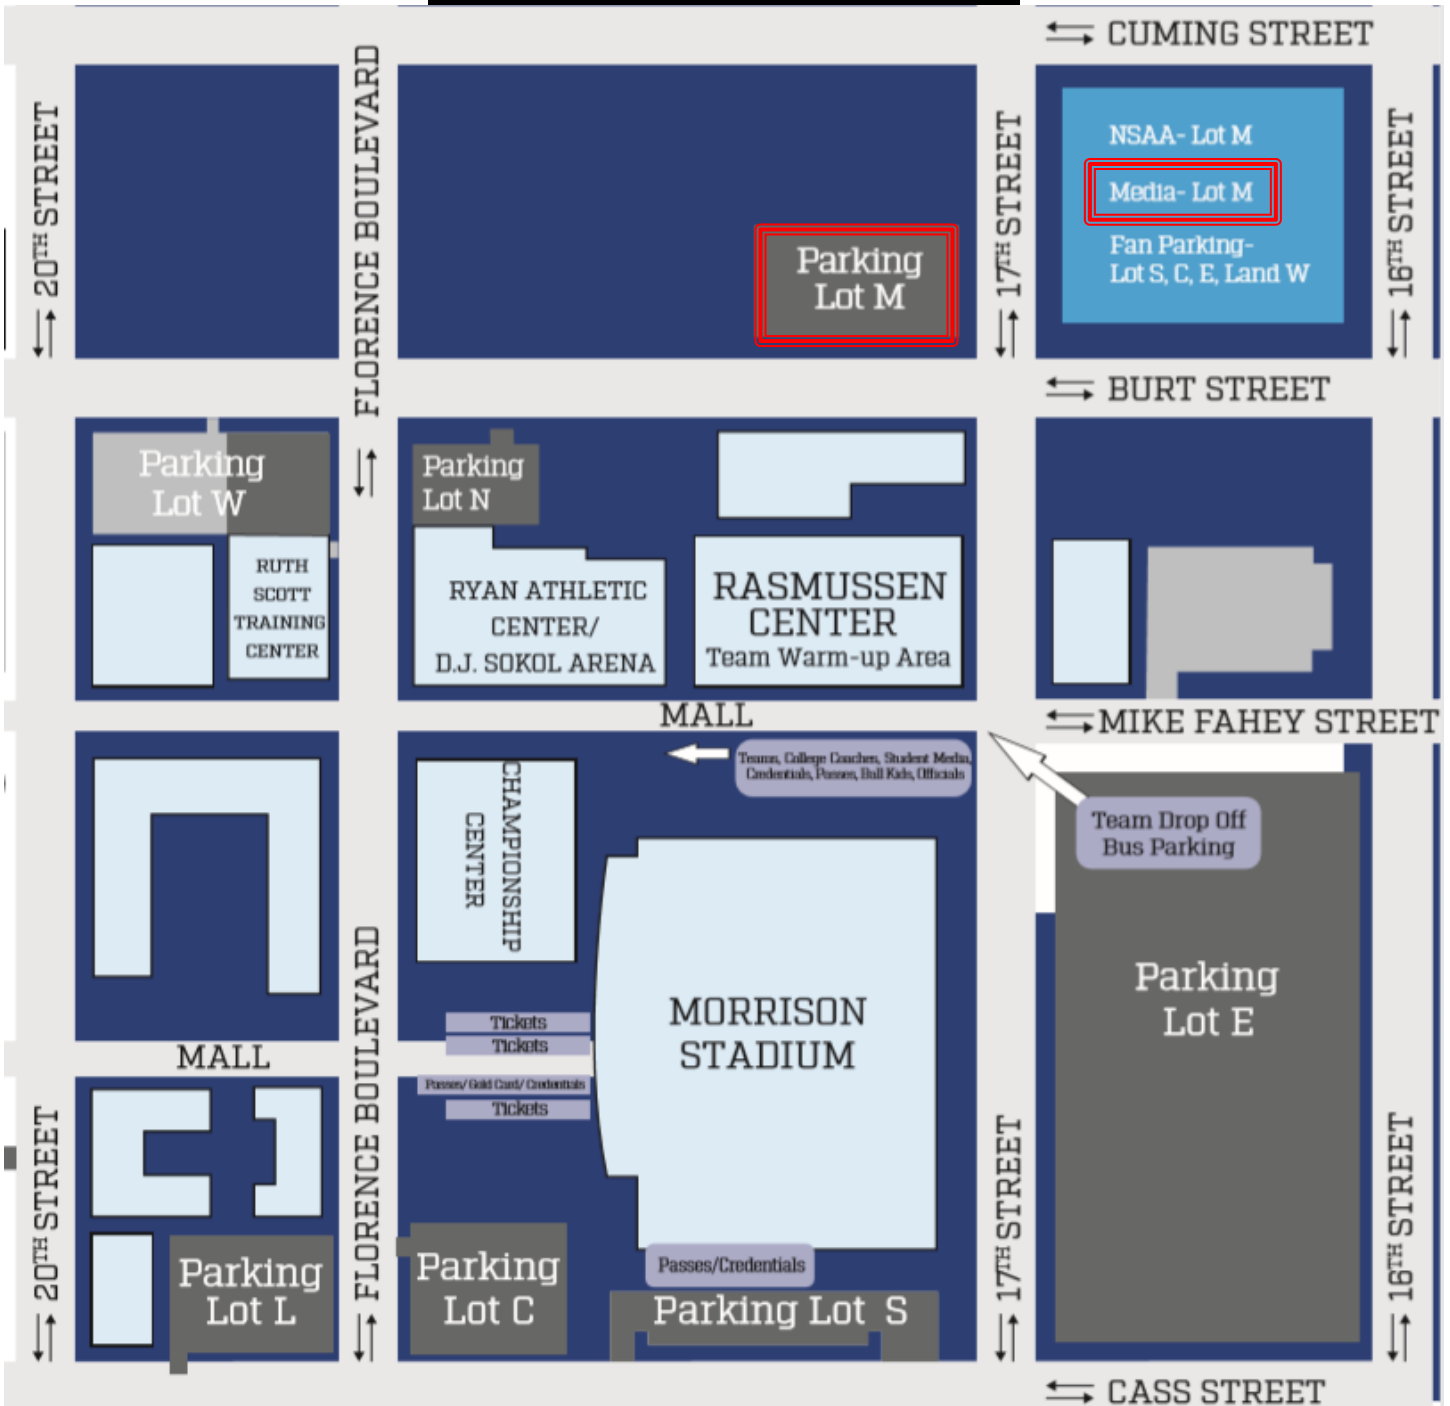 CUMING STREET
20TH STREET
FLORENCE BOULEVARD
17TH STREET
16TH STREET
NSAA- Lot M
Media- Lot M
Fan Parking-
Lot S, C, E, L and W
Parking
Lot M
BURT STREET
Parking
Lot W
Parking
Lot N
RUTH
SCOTT
TRAINING
CENTER
RYAN ATHLETIC
CENTER/
D.J. SOKOL ARENA
RASMUSSEN
CENTER
Team Warm-up Area
MALL
MIKE FAHEY STREET
Teams, College Coaches, Student Media,
Credentials, Passes, Ball Kids, Officials
CHAMPIONSHIP
CENTER
Team Drop Off
Bus Parking
Parking
Lot E
MORRISON
STADIUM
Tickets
Tickets
Passes/ Gold Card/ Credentials
Tickets
MALL
20TH STREET
FLORENCE BOULEVARD
17TH STREET
16TH STREET
Parking
Lot L
Parking
Lot C
Passes/Credentials
Parking Lot S
CASS STREET